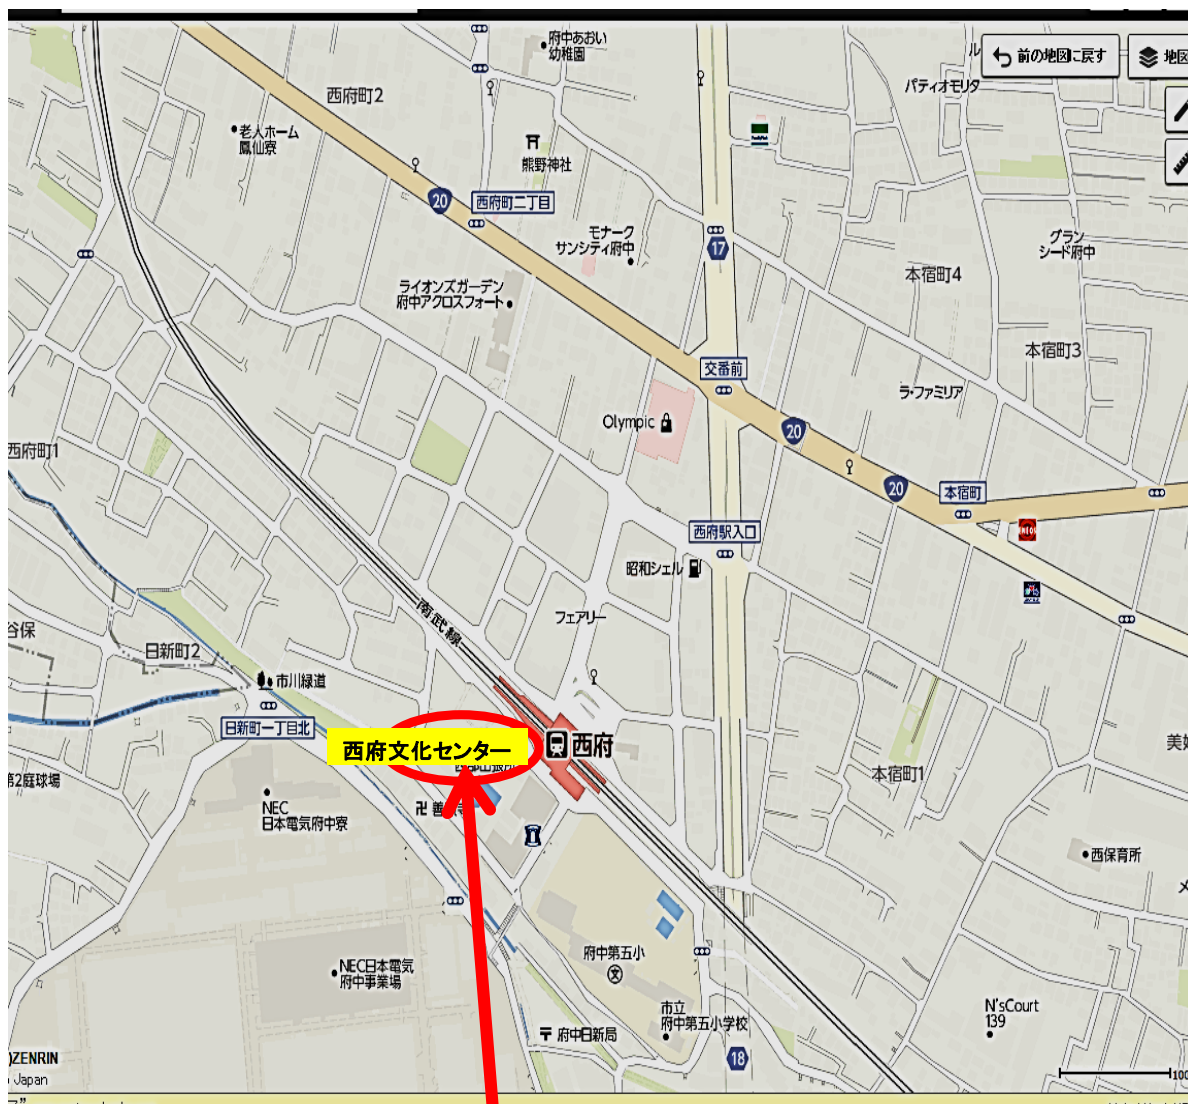 府中あおい
幼稚園
前の地図に戻す
地図
ル
パティオモリタ
西府町2
老人ホーム
鳳仙寮
熊野神社
20
西府町二丁目
モナーク
サンシティ府中
17
グラン
シード府中
本宿町4
ライオンズガーデン
府中アクロスフォート
本宿町3
交番前
ラ・ファミリア
Olympic
20
西府町1
20
本宿町
西府駅入口
昭和シェル
南武線
フェアリー
谷保
日新町2
市川緑道
日新町一丁目北
西府文化センター
西府
美
本宿町1
第2庭球場
NEC
日本電気府中寮
卍 善
西保育所
メ
府中第五小
文
NEC日本電気
府中事業場
市立
府中第五小学校
N'sCourt
139
〒 府中日新局
18
)ZENRIN
Japan
100